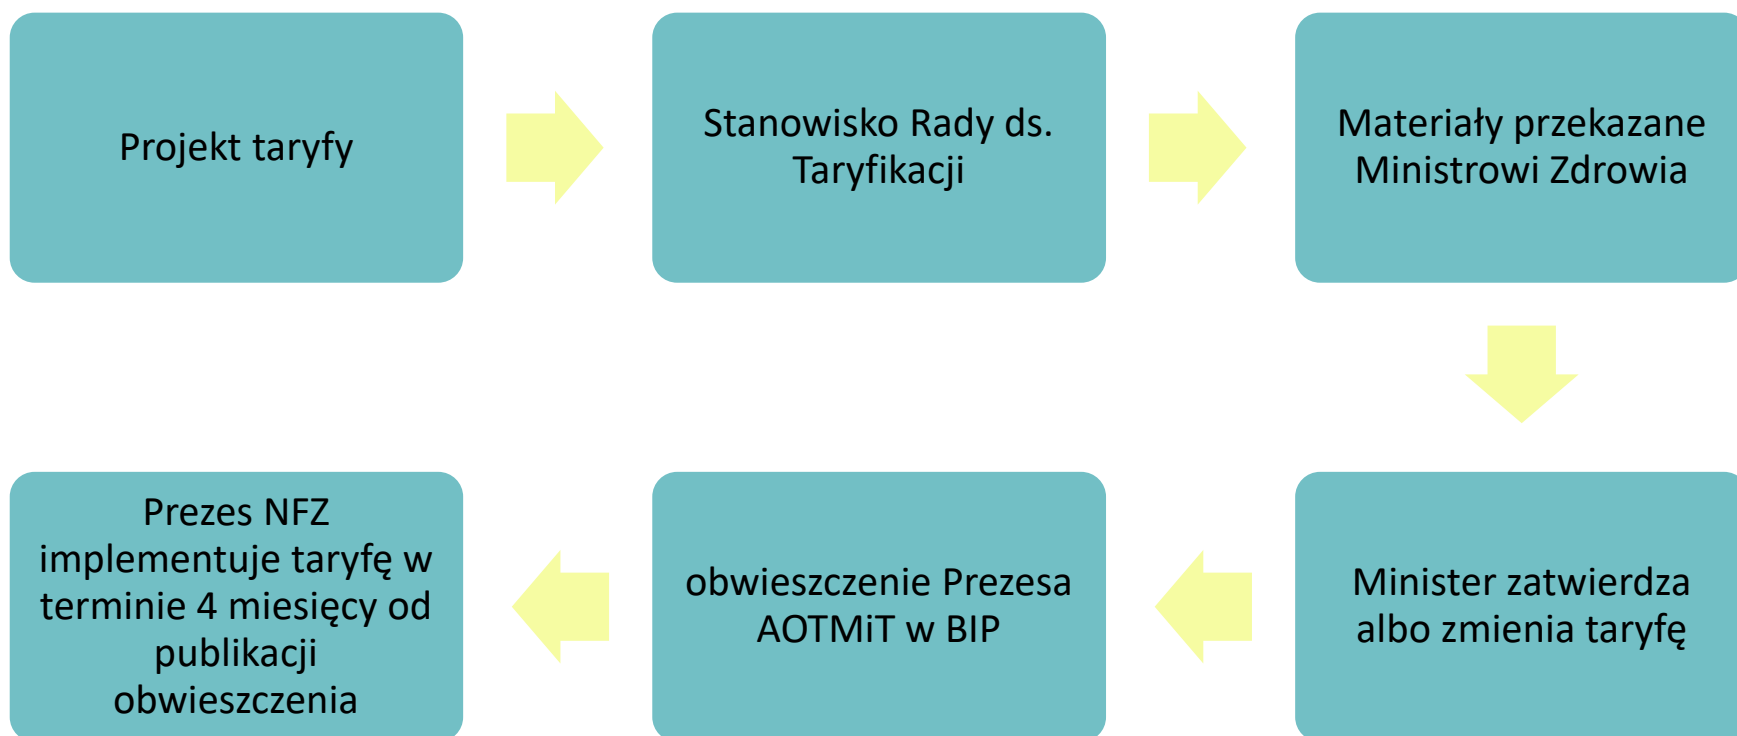 Projekt taryfy
Stanowisko Rady ds.
Taryfikacji
Materiały przekazane
Ministrowi Zdrowia
Minister zatwierdza
albo zmienia taryfę
obwieszczenie Prezesa
AOTMiT w BIP
Prezes NFZ
implementuje taryfę w
terminie 4 miesięcy od
publikacji
obwieszczenia